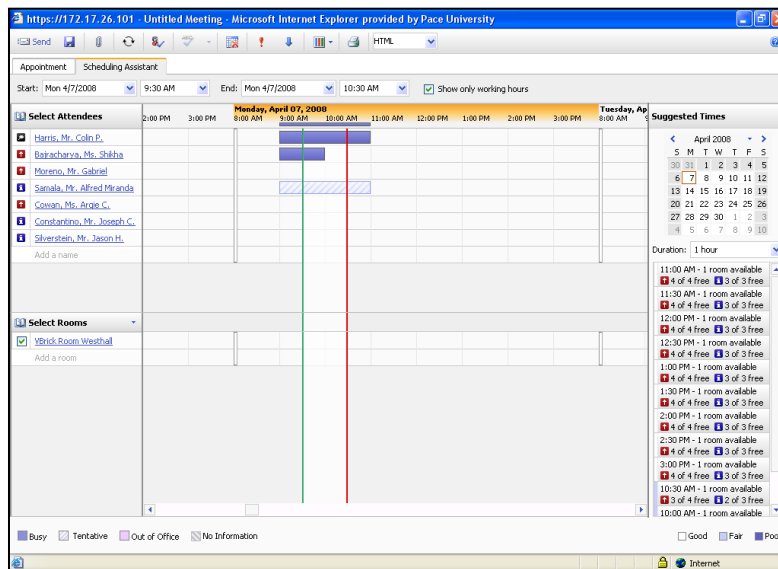 https://172.17.26.101 - Untitled Meeting - Microsoft Internet Explorer provided by Pace University
Send HTML
Appointment Scheduling Assistant
Start: Mon 4/7/2008 9:30 AM End: Mon 4/7/2008 10:30 AM Show only working hours
Select Attendees
Monday, April 07, 2008 Tuesday, Ap
2:00 PM 3:00 PM 8:00 AM 9:00 AM 10:00 AM 11:00 AM 12:00 PM 1:00 PM 2:00 PM 3:00 PM 8:00 AM 9
Harris, Mr. Colin P.
Bajracharya, Ms. Shikha
Moreno, Mr. Gabriel
Samala, Mr. Alfred Miranda
Cowan, Ms. Argie C.
Constantino, Mr. Joseph C.
Silverstein, Mr. Jason H.
Add a name
Select Rooms
VBrick Room Westhall
Add a room
Suggested Times
April 2008
S M T W T F S
30 31 1 2 3 4 5
6 7 8 9 10 11 12
13 14 15 16 17 18 19
20 21 22 23 24 25 26
27 28 29 30 1 2 3
4 5 6 7 8 9 10
Duration: 1 hour
11:00 AM - 1 room available
4 of 4 free 3 of 3 free
11:30 AM - 1 room available
4 of 4 free 3 of 3 free
12:00 PM - 1 room available
4 of 4 free 3 of 3 free
12:30 PM - 1 room available
4 of 4 free 3 of 3 free
1:00 PM - 1 room available
4 of 4 free 3 of 3 free
1:30 PM - 1 room available
4 of 4 free 3 of 3 free
2:00 PM - 1 room available
4 of 4 free 3 of 3 free
2:30 PM - 1 room available
4 of 4 free 3 of 3 free
3:00 PM - 1 room available
4 of 4 free 3 of 3 free
10:30 AM - 1 room available
3 of 4 free 2 of 3 free
10:00 AM - 1 room available
Busy Tentative Out of Office No Information Good Fair Poo
Internet